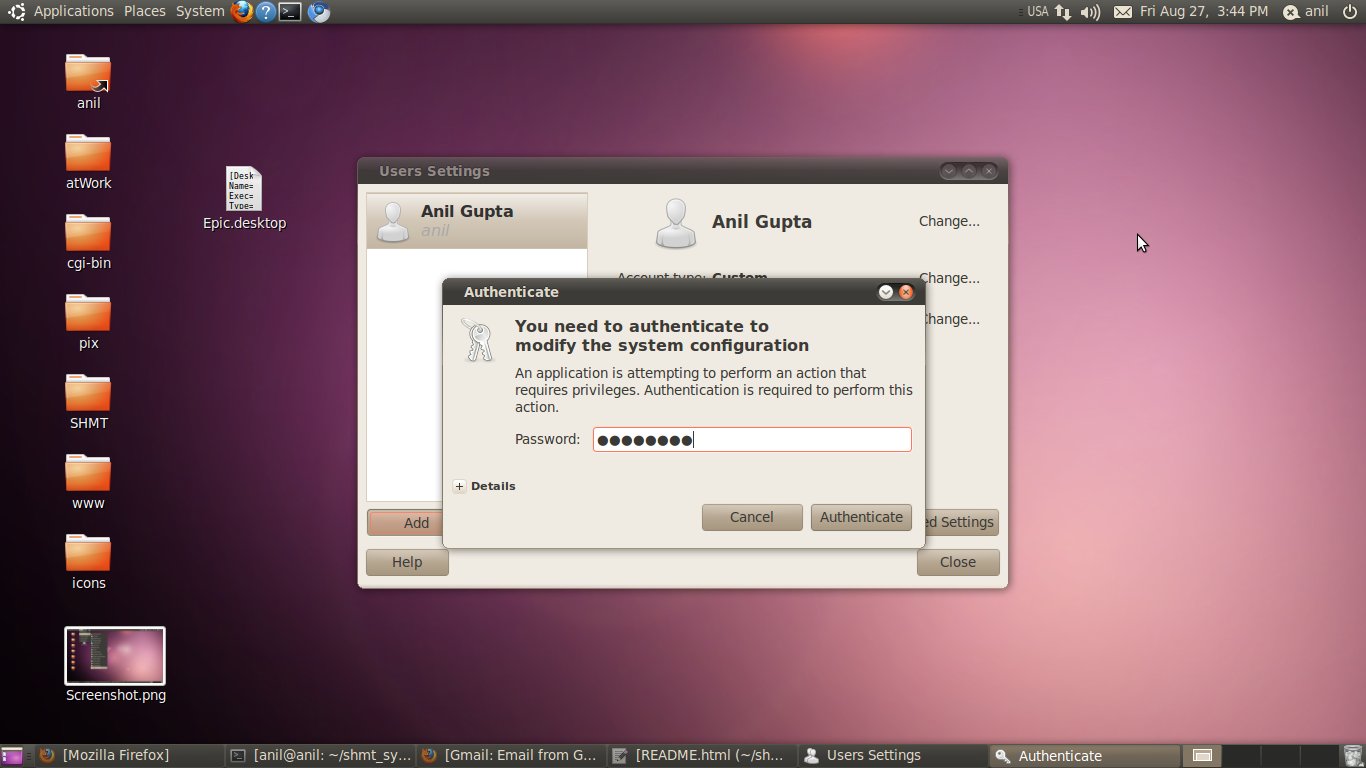 Applications Places System
USA
Fri Aug 27, 3:44 PM
anil
anil
atWork
cgi-bin
pix
SHMT
www
icons
Screenshot.png
[Desk
Name=
Exec=
Type=
Epic.desktop
Users Settings
Anil Gupta
anil
Anil Gupta
Change...
Account type: Custom
Change...
Change...
Authenticate
You need to authenticate to
modify the system configuration
An application is attempting to perform an action that
requires privileges. Authentication is required to perform this
action.
Password: ●●●●●●●●
+ Details
Cancel
Authenticate
Add
ed Settings
Help
Close
[Mozilla Firefox]
[anil@anil: ~/shmt_sy...
[Gmail: Email from G...
[README.html (~/sh...
Users Settings
Authenticate